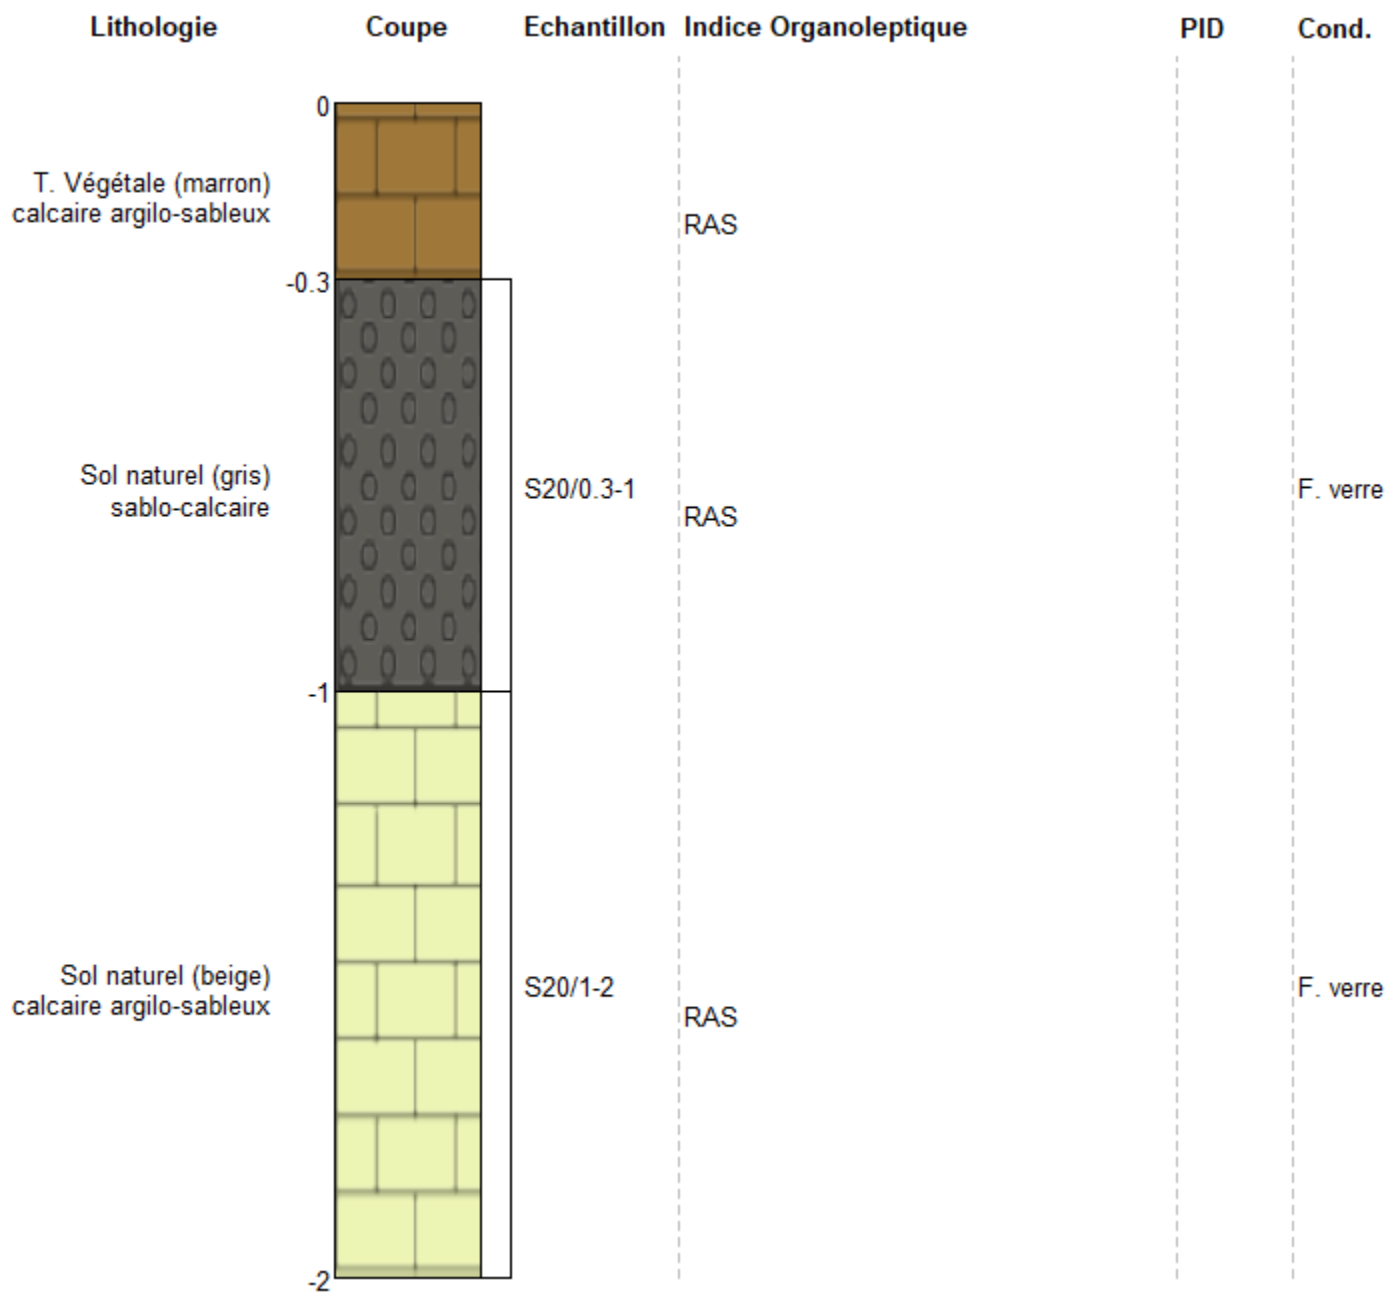 Lithologie Coupe Echantillon Indice Organoleptique PID Cond.
0
T. Végétale (marron)
calcaire argilo-sableux
RAS
-0.3
Sol naturel (gris)
sablo-calcaire
S20/0.3-1
F. verre
RAS
-1
Sol naturel (beige)
calcaire argilo-sableux
S20/1-2
F. verre
RAS
-2